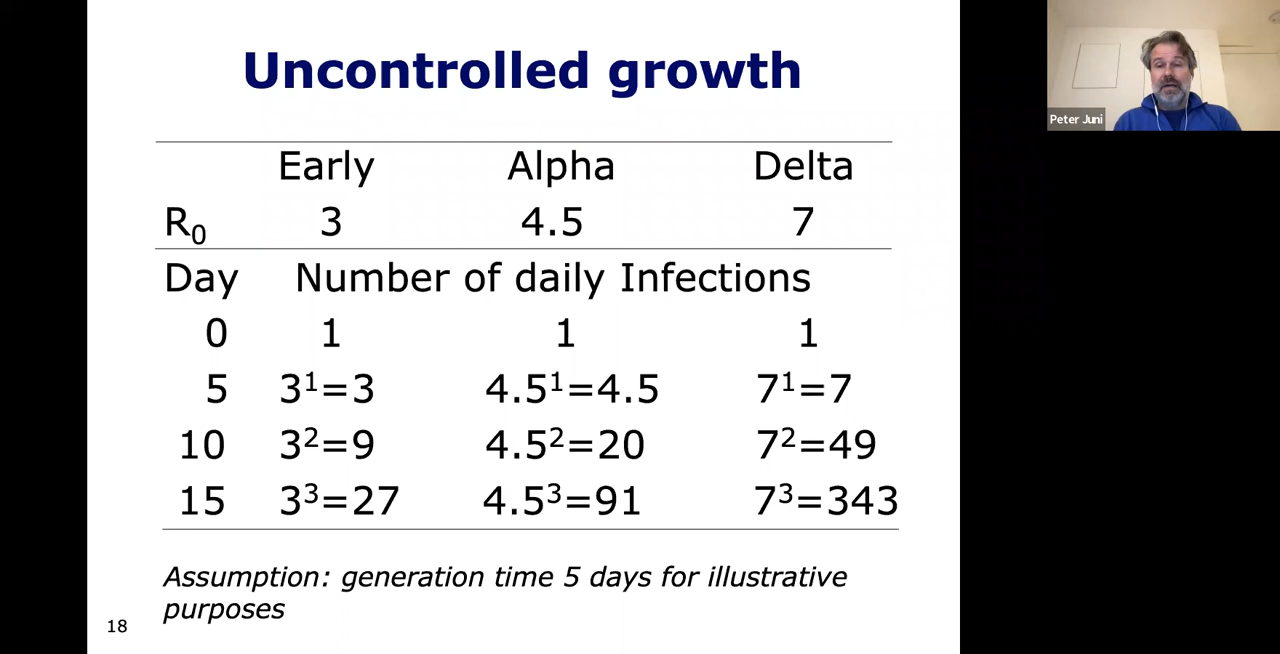 Uncontrolled growth
Early Alpha Delta
R₀ 3 4.5 7
Day Number of daily Infections
0 1 1 1
5 3¹=3 4.5¹=4.5 7¹=7
10 3²=9 4.5²=20 7²=49
15 3³=27 4.5³=91 7³=343
Assumption: generation time 5 days for illustrative
purposes
18
Peter Juni